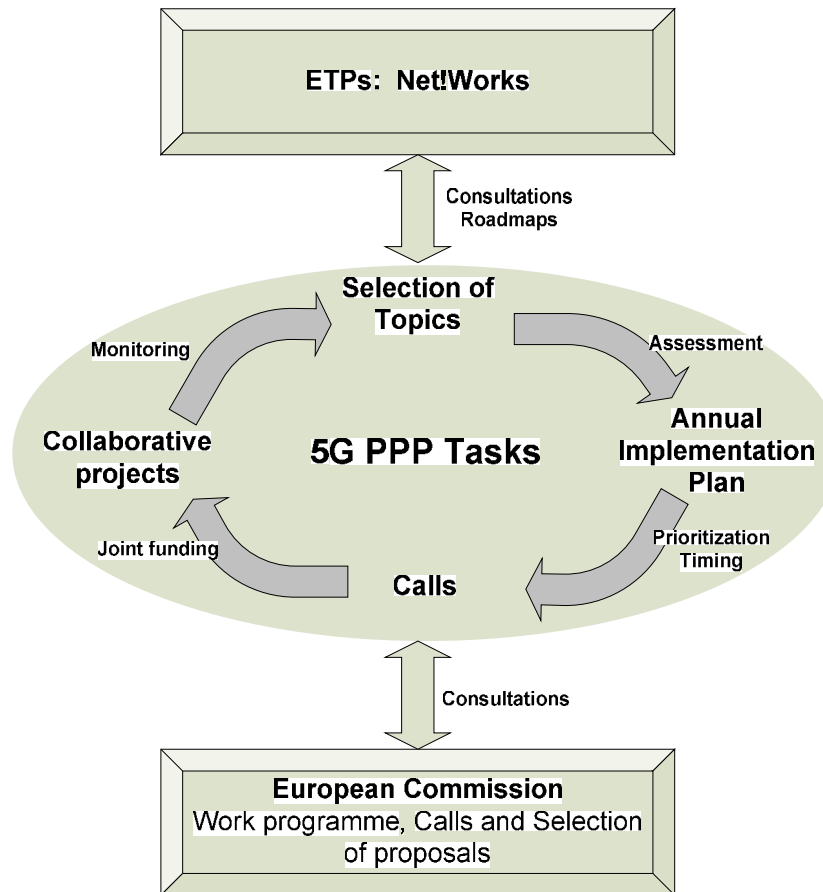 ETPs: Net!Works
Consultations
Roadmaps
Selection of
Topics
Monitoring
Assessment
Collaborative
projects
5G PPP Tasks
Annual
Implementation
Plan
Joint funding
Prioritization
Timing
Calls
Consultations
European Commission
Work programme, Calls and Selection
of proposals